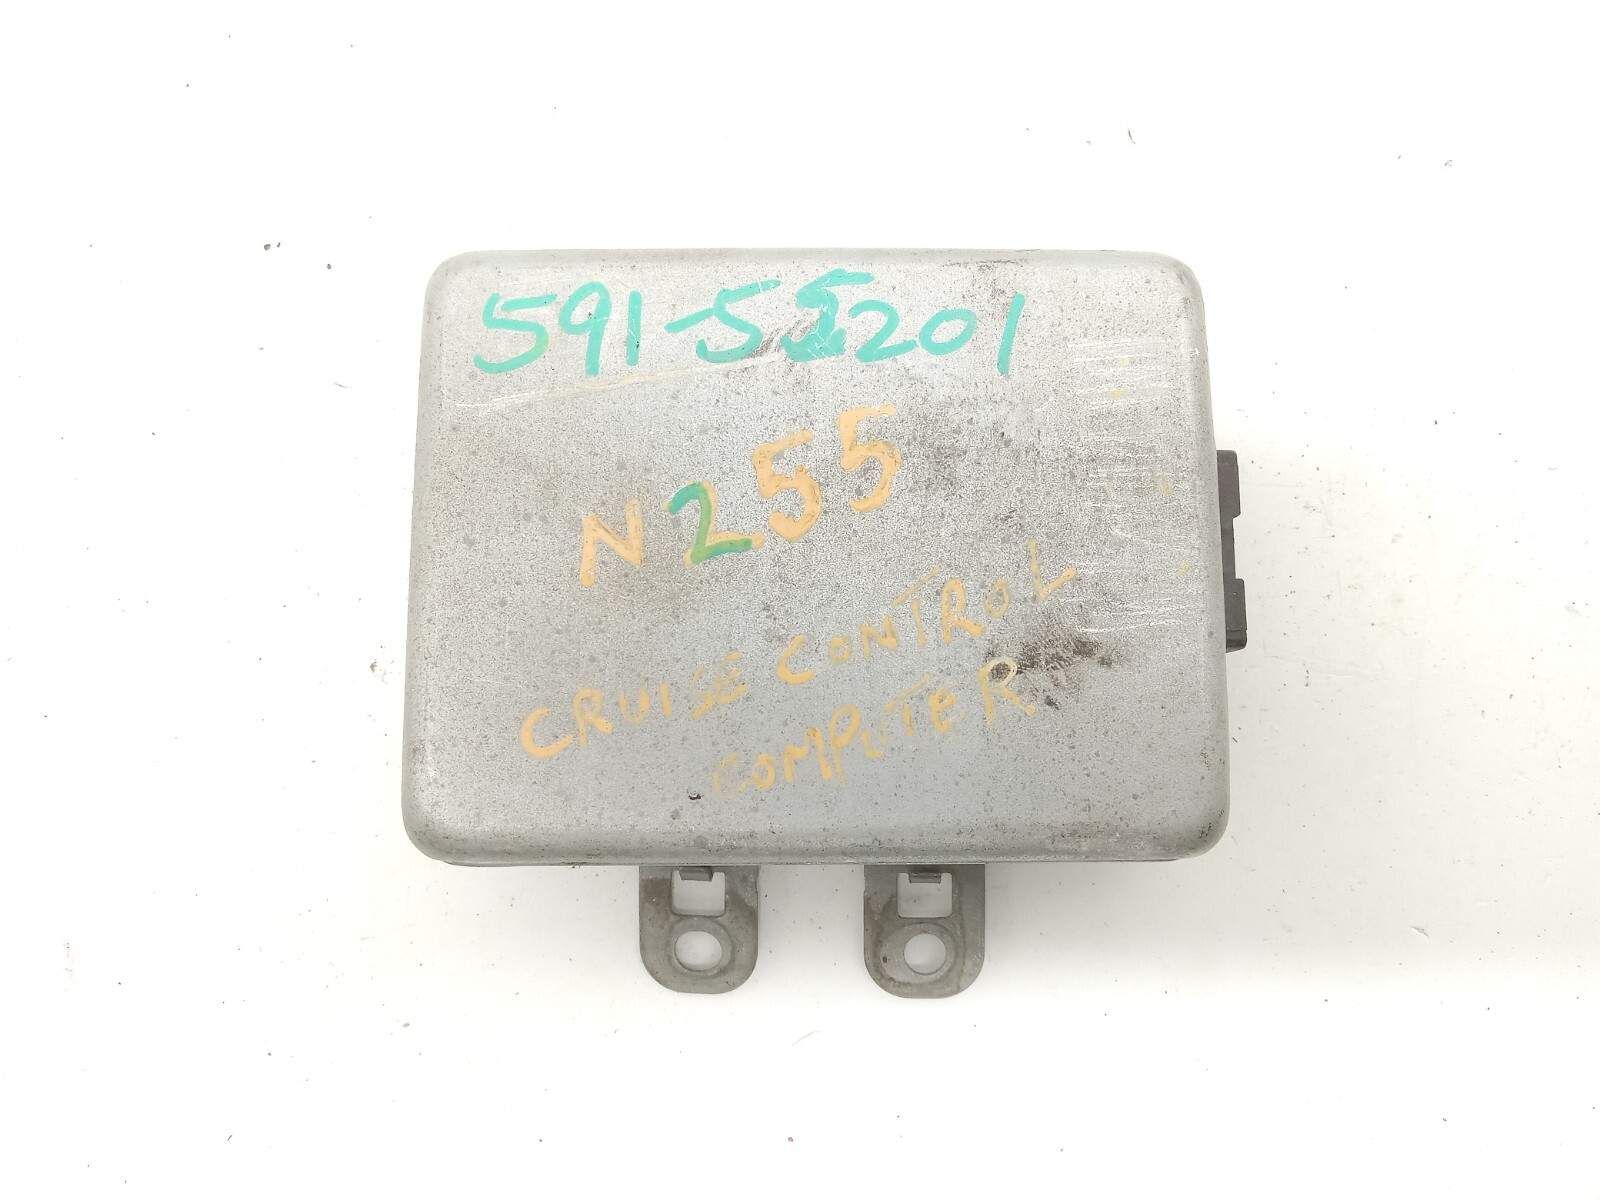 591-55201
N255
CRUISE CONTROL
COMPUTER